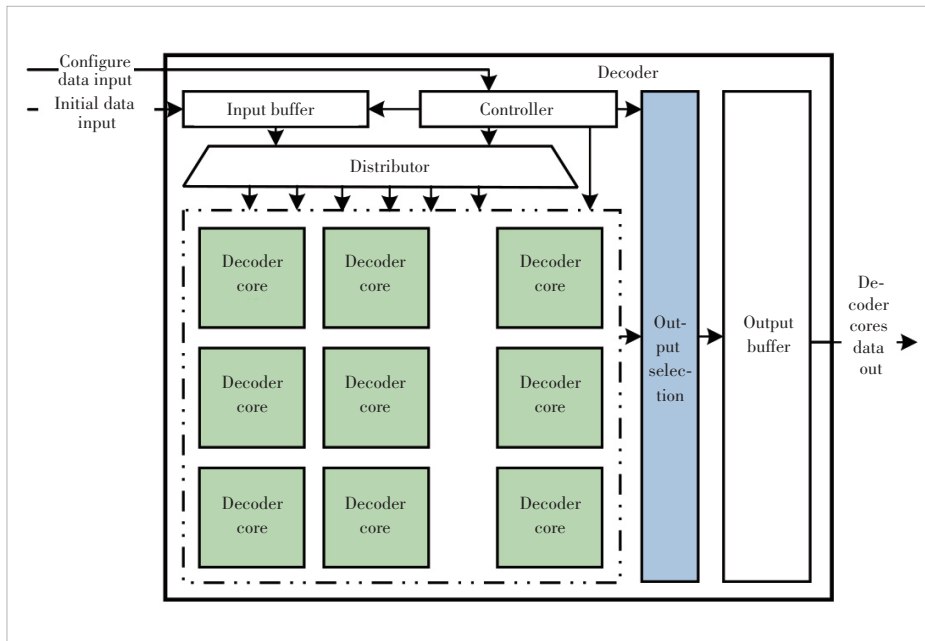 Configure
data input
Decoder
Initial data
input
Input buffer
Controller
Distributor
Decoder
core
Decoder
core
Decoder
core
Decoder
core
Decoder
core
Decoder
core
Decoder
core
Decoder
core
Decoder
core
Out-
put
selec-
tion
Output
buffer
De-
coder
cores
data
out